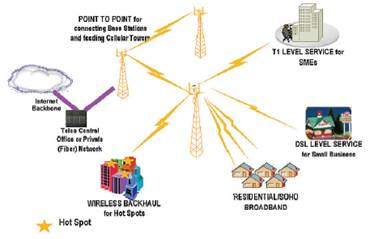 POINT TO POINT for
connecting Base Stations
and feeding Cellular Towers
T1 LEVEL SERVICE for
SMEs
Internet
Backbone
Telco Central
Office or Private
(Fiber) Network
DSL LEVEL SERVICE
for Small Business
WIRELESS BACKHAUL
for Hot Spots
RESIDENTIAL/SOHO
BROADBAND
Hot Spot